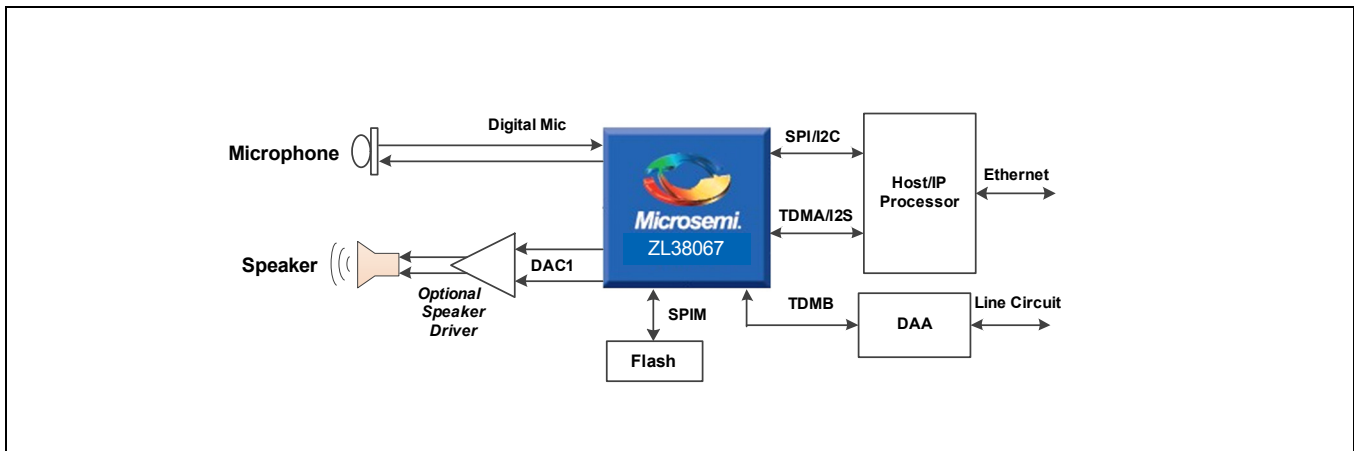 Digital Mic
Microphone
SPI/I2C
Host/IP
Processor
Ethernet
Microsemi.
TDMA/I2S
ZL38067
Speaker
DAC1
Optional
Speaker
Driver
SPIM
Flash
TDMB
DAA
Line Circuit